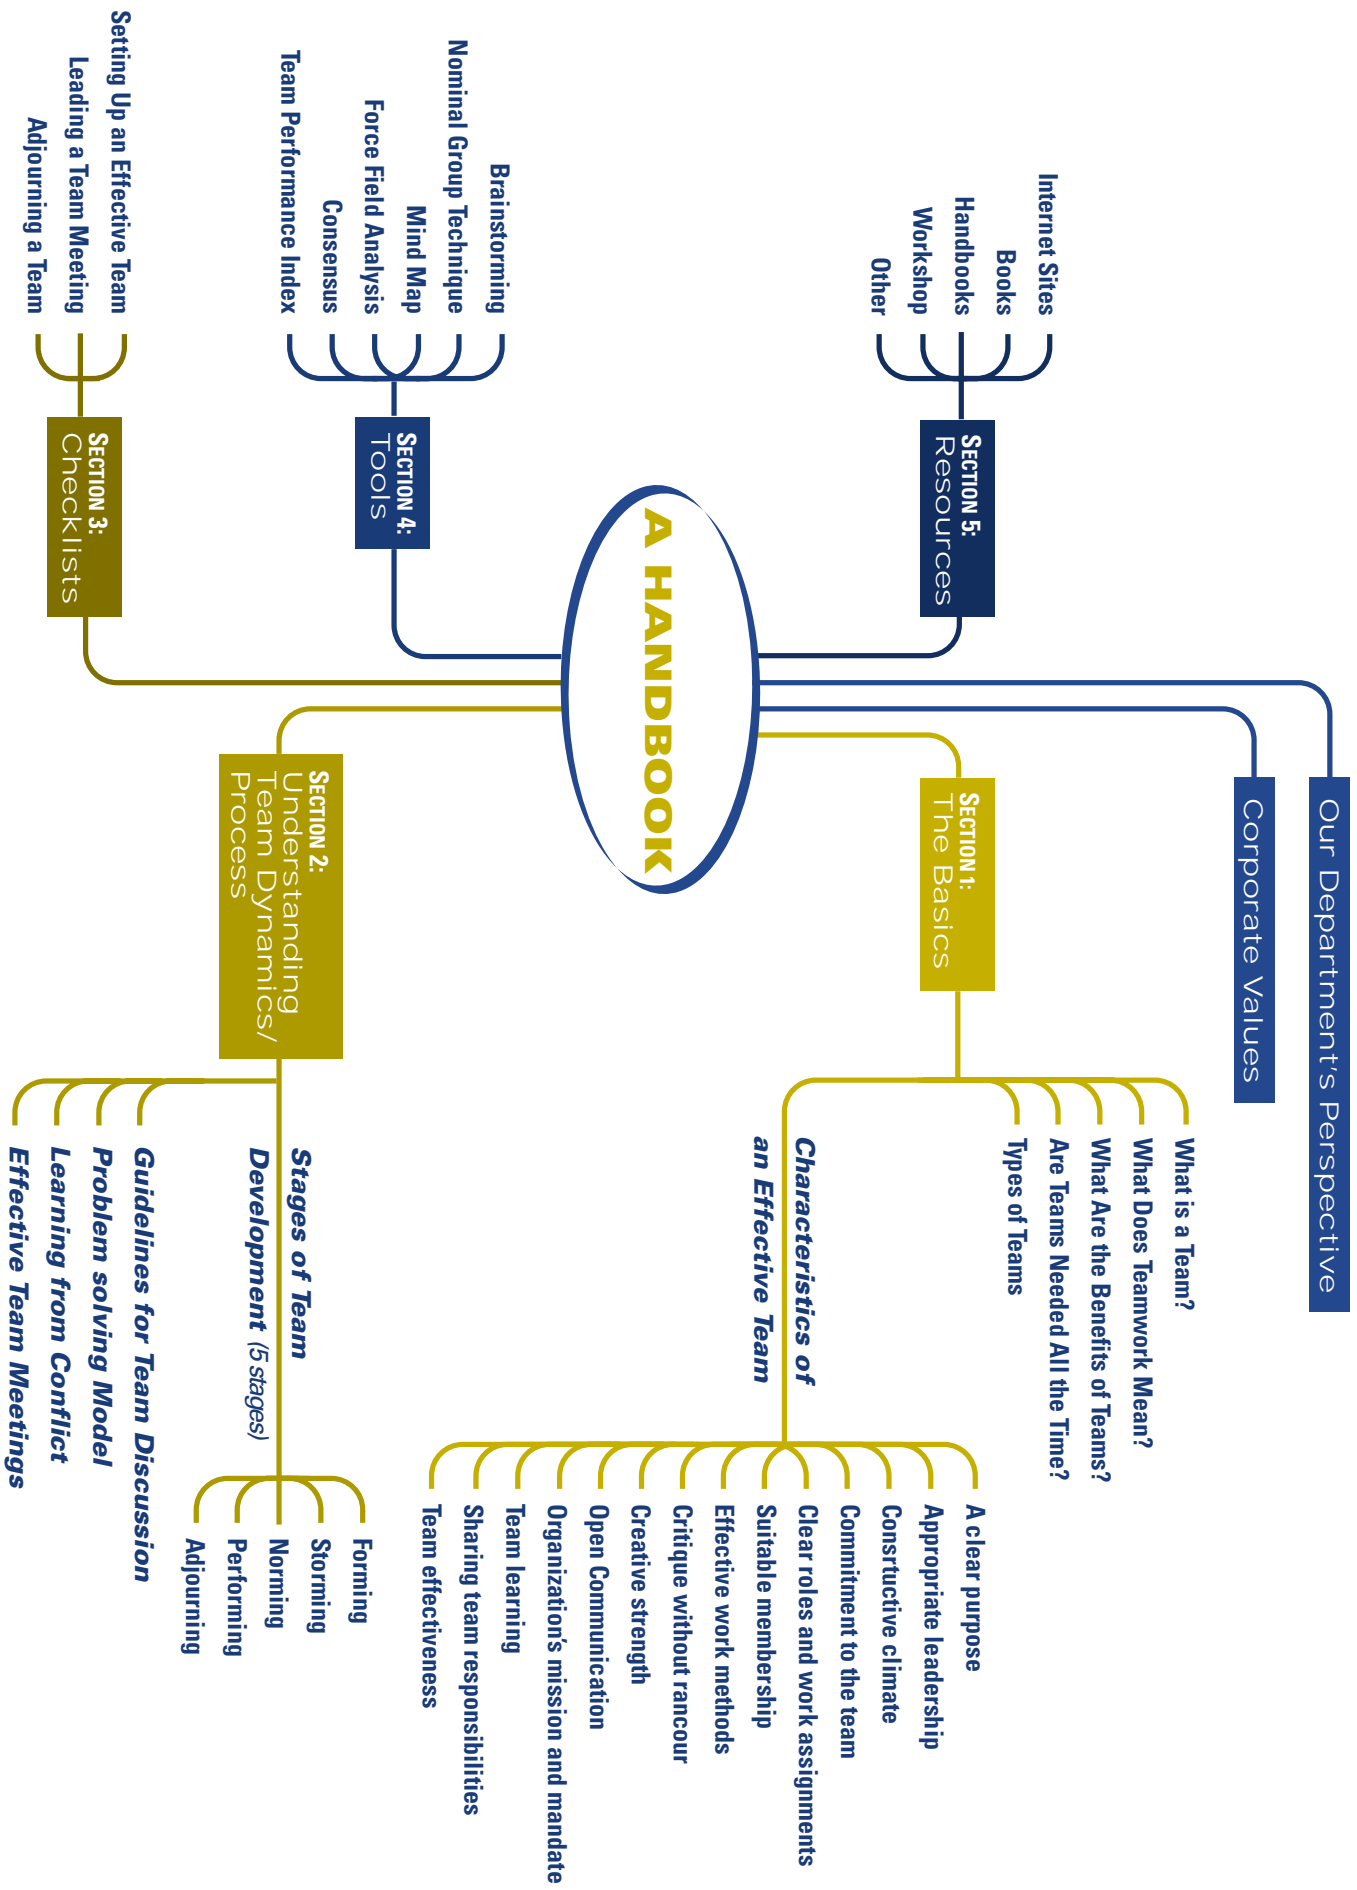 Our Department's Perspective
Corporate Values
A HANDBOOK
SECTION 1:
The Basics
What is a Team?
What Does Teamwork Mean?
What Are the Benefits of Teams?
Are Teams Needed All the Time?
Types of Teams
Characteristics of
an Effective Team
A clear purpose
Appropriate leadership
Consrtuctive climate
Commitment to the team
Clear roles and work assignments
Suitable membership
Effective work methods
Critique without rancour
Creative strength
Open Communication
Organization's mission and mandate
Team learning
Sharing team responsibilities
Team effectiveness
SECTION 2:
Understanding
Team Dynamics/
Process
Stages of Team
Development (5 stages)
Forming
Storming
Norming
Performing
Adjourning
Guidelines for Team Discussion
Problem solving Model
Learning from Conflict
Effective Team Meetings
SECTION 3:
Checklists
Setting Up an Effective Team
Leading a Team Meeting
Adjourning a Team
SECTION 4:
Tools
Brainstorming
Nominal Group Technique
Mind Map
Force Field Analysis
Consensus
Team Performance Index
SECTION 5:
Resources
Internet Sites
Books
Handbooks
Workshop
Other